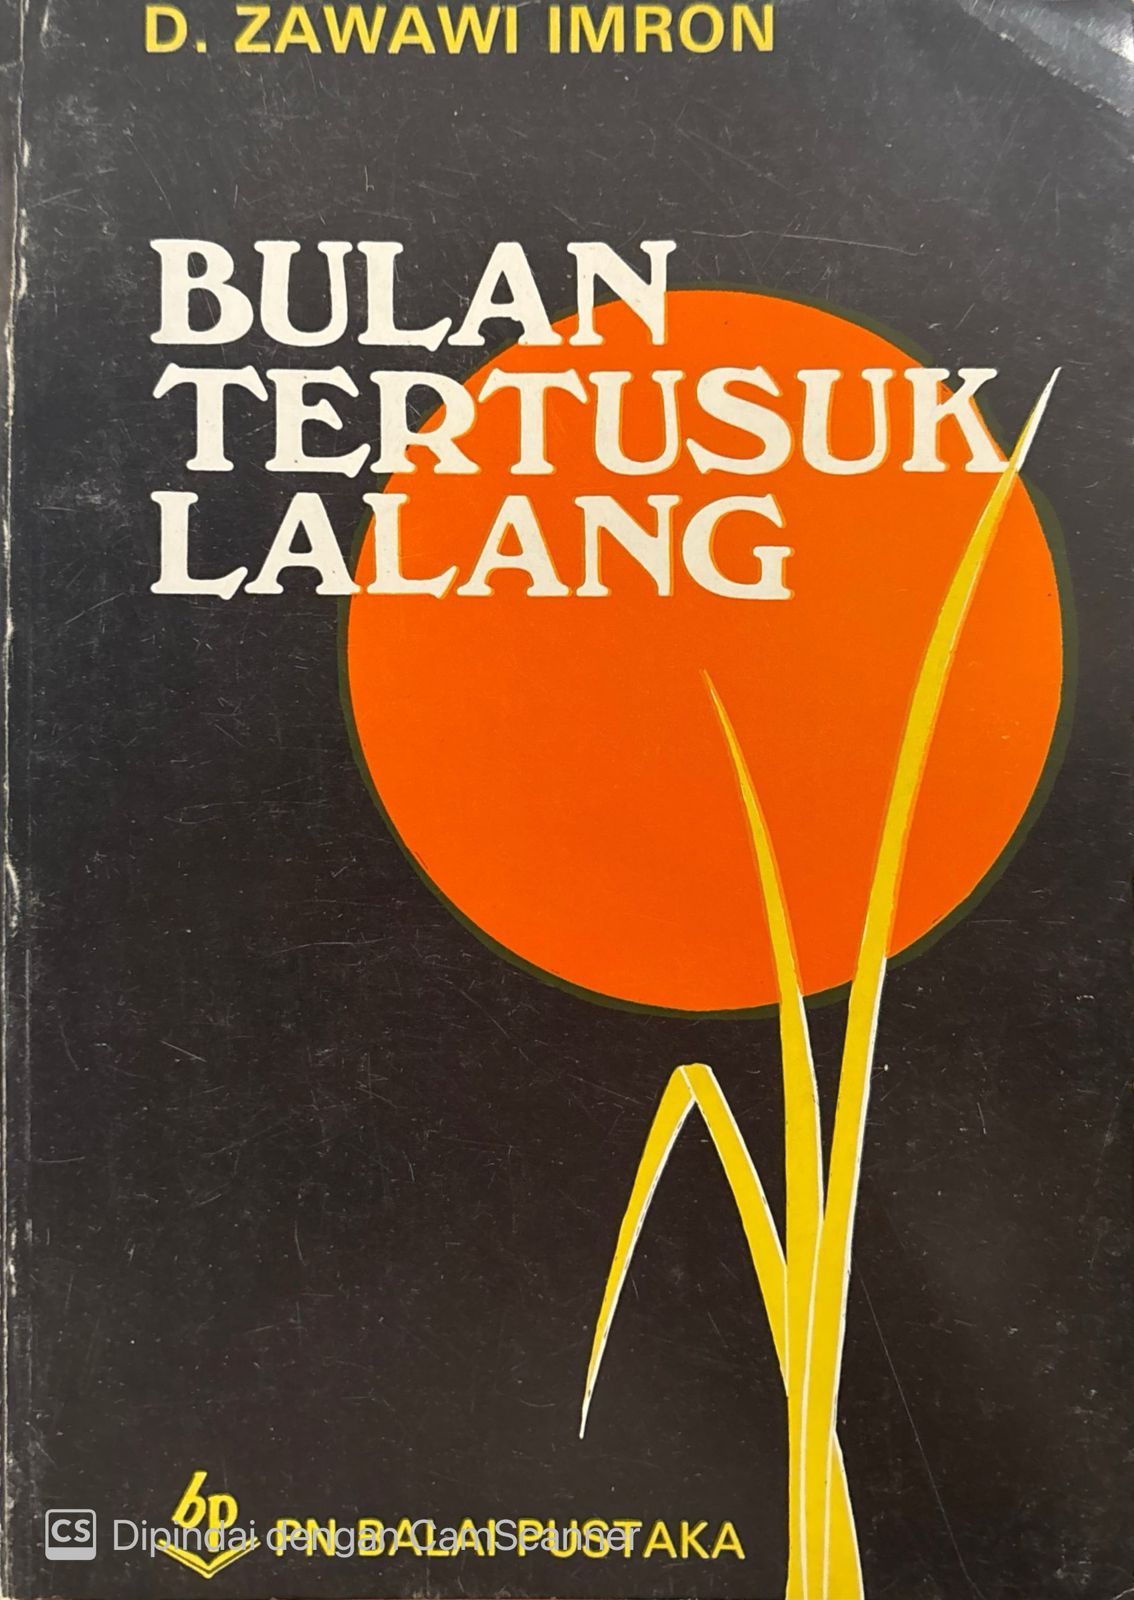 D. ZAWAWI IMRON
BULAN
TERTUSUK
LALANG
bp
PN BALAI PUSTAKA
CS Dipindai dengan CamScanner